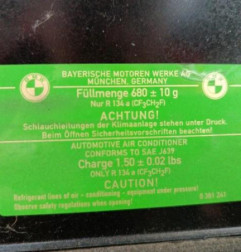 BAYERISCHE MOTOREN WERKE AG
MÜNCHEN, GERMANY
Füllmenge 680 ± 10 g
Nur R 134 a (CF3CH2F)
ACHTUNG!
Schlauchleitungen der Klimaanlage stehen unter Druck.
Beim Öffnen Sicherheitsvorschriften beachten!
AUTOMOTIVE AIR CONDITIONER
CONFORMS TO SAE J639
Charge 1.50 ± 0.02 lbs
ONLY R 134 a (CF3CH2F)
CAUTION!
Refrigerant lines of air - conditioning - equipment under pressure!
Observe safety regulations when opening!